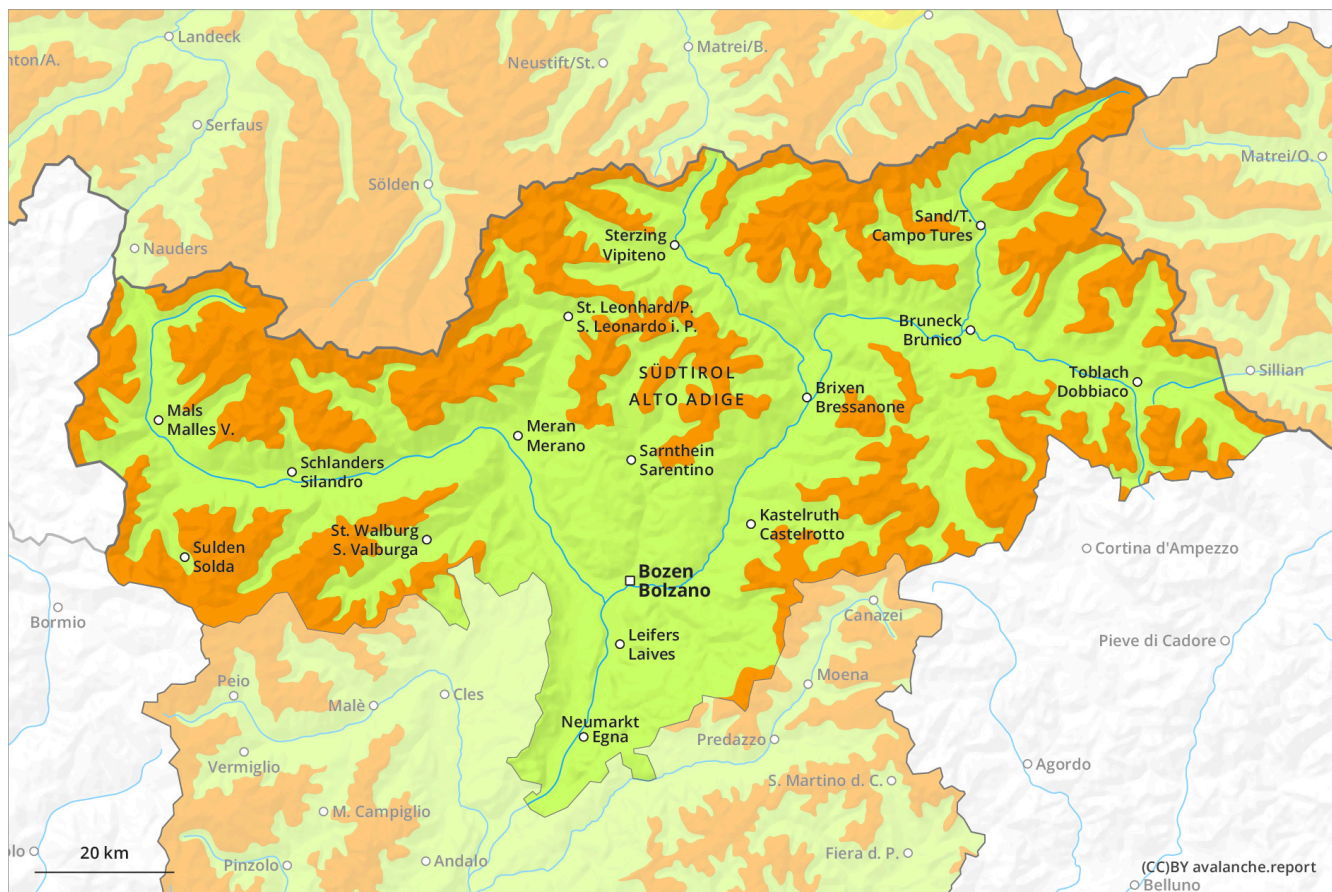 Landeck
nton/A.
Matrei/B.
Neustift/St.
Serfaus
Matrei/O.
Sölden
Sand/T.
Campo Tures
Sterzing
Vipiteno
Nauders
St. Leonhard/P.
S. Leonardo i. P.
Bruneck
Brunico
SÜDTIROL
ALTO ADIGE
Toblach
Dobbiaco
Sillian
Brixen
Bressanone
Mals
Malles V.
Meran
Merano
Sarnthein
Sarentino
Schlanders
Silandro
Kastelruth
Castelrotto
St. Walburg
S. Valburga
Sulden
Solda
Cortina d'Ampezzo
Bozen
Bolzano
Bormio
Canazei
Leifers
Laives
Pieve di Cadore
Peio
Moena
Cles
Malè
Neumarkt
Egna
Predazzo
Vermiglio
Agordo
S. Martino d. C.
M. Campiglio
olo
20 km
Pinzolo
Andalo
Fiera d. P.
(CC)BY avalanche.report
Belluno